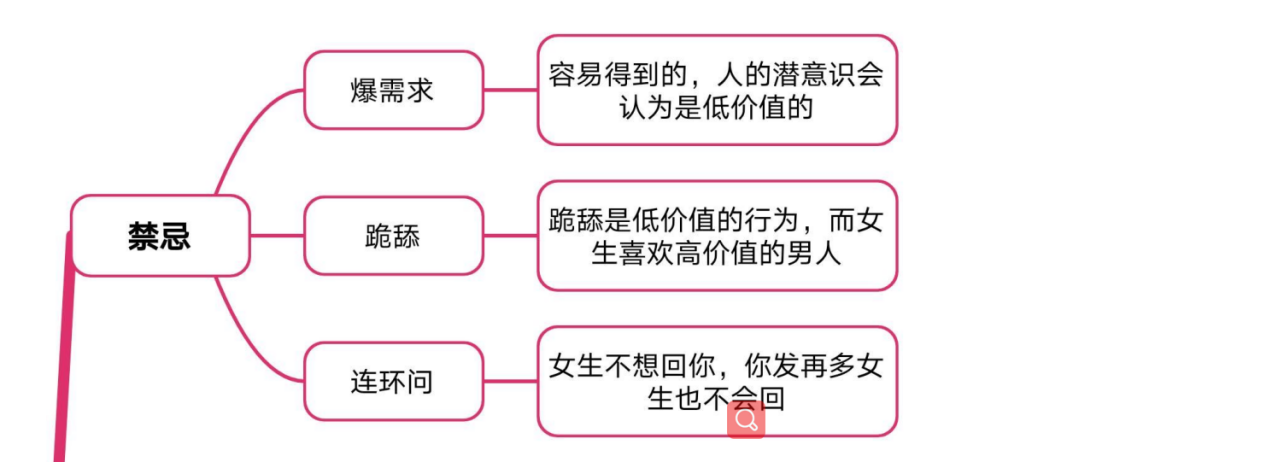 禁忌
爆需求
容易得到的，人的潜意识会
认为是低价值的
跪舔
跪舔是低价值的行为，而女
生喜欢高价值的男人
连环问
女生不想回你，你发再多女
生也不会回